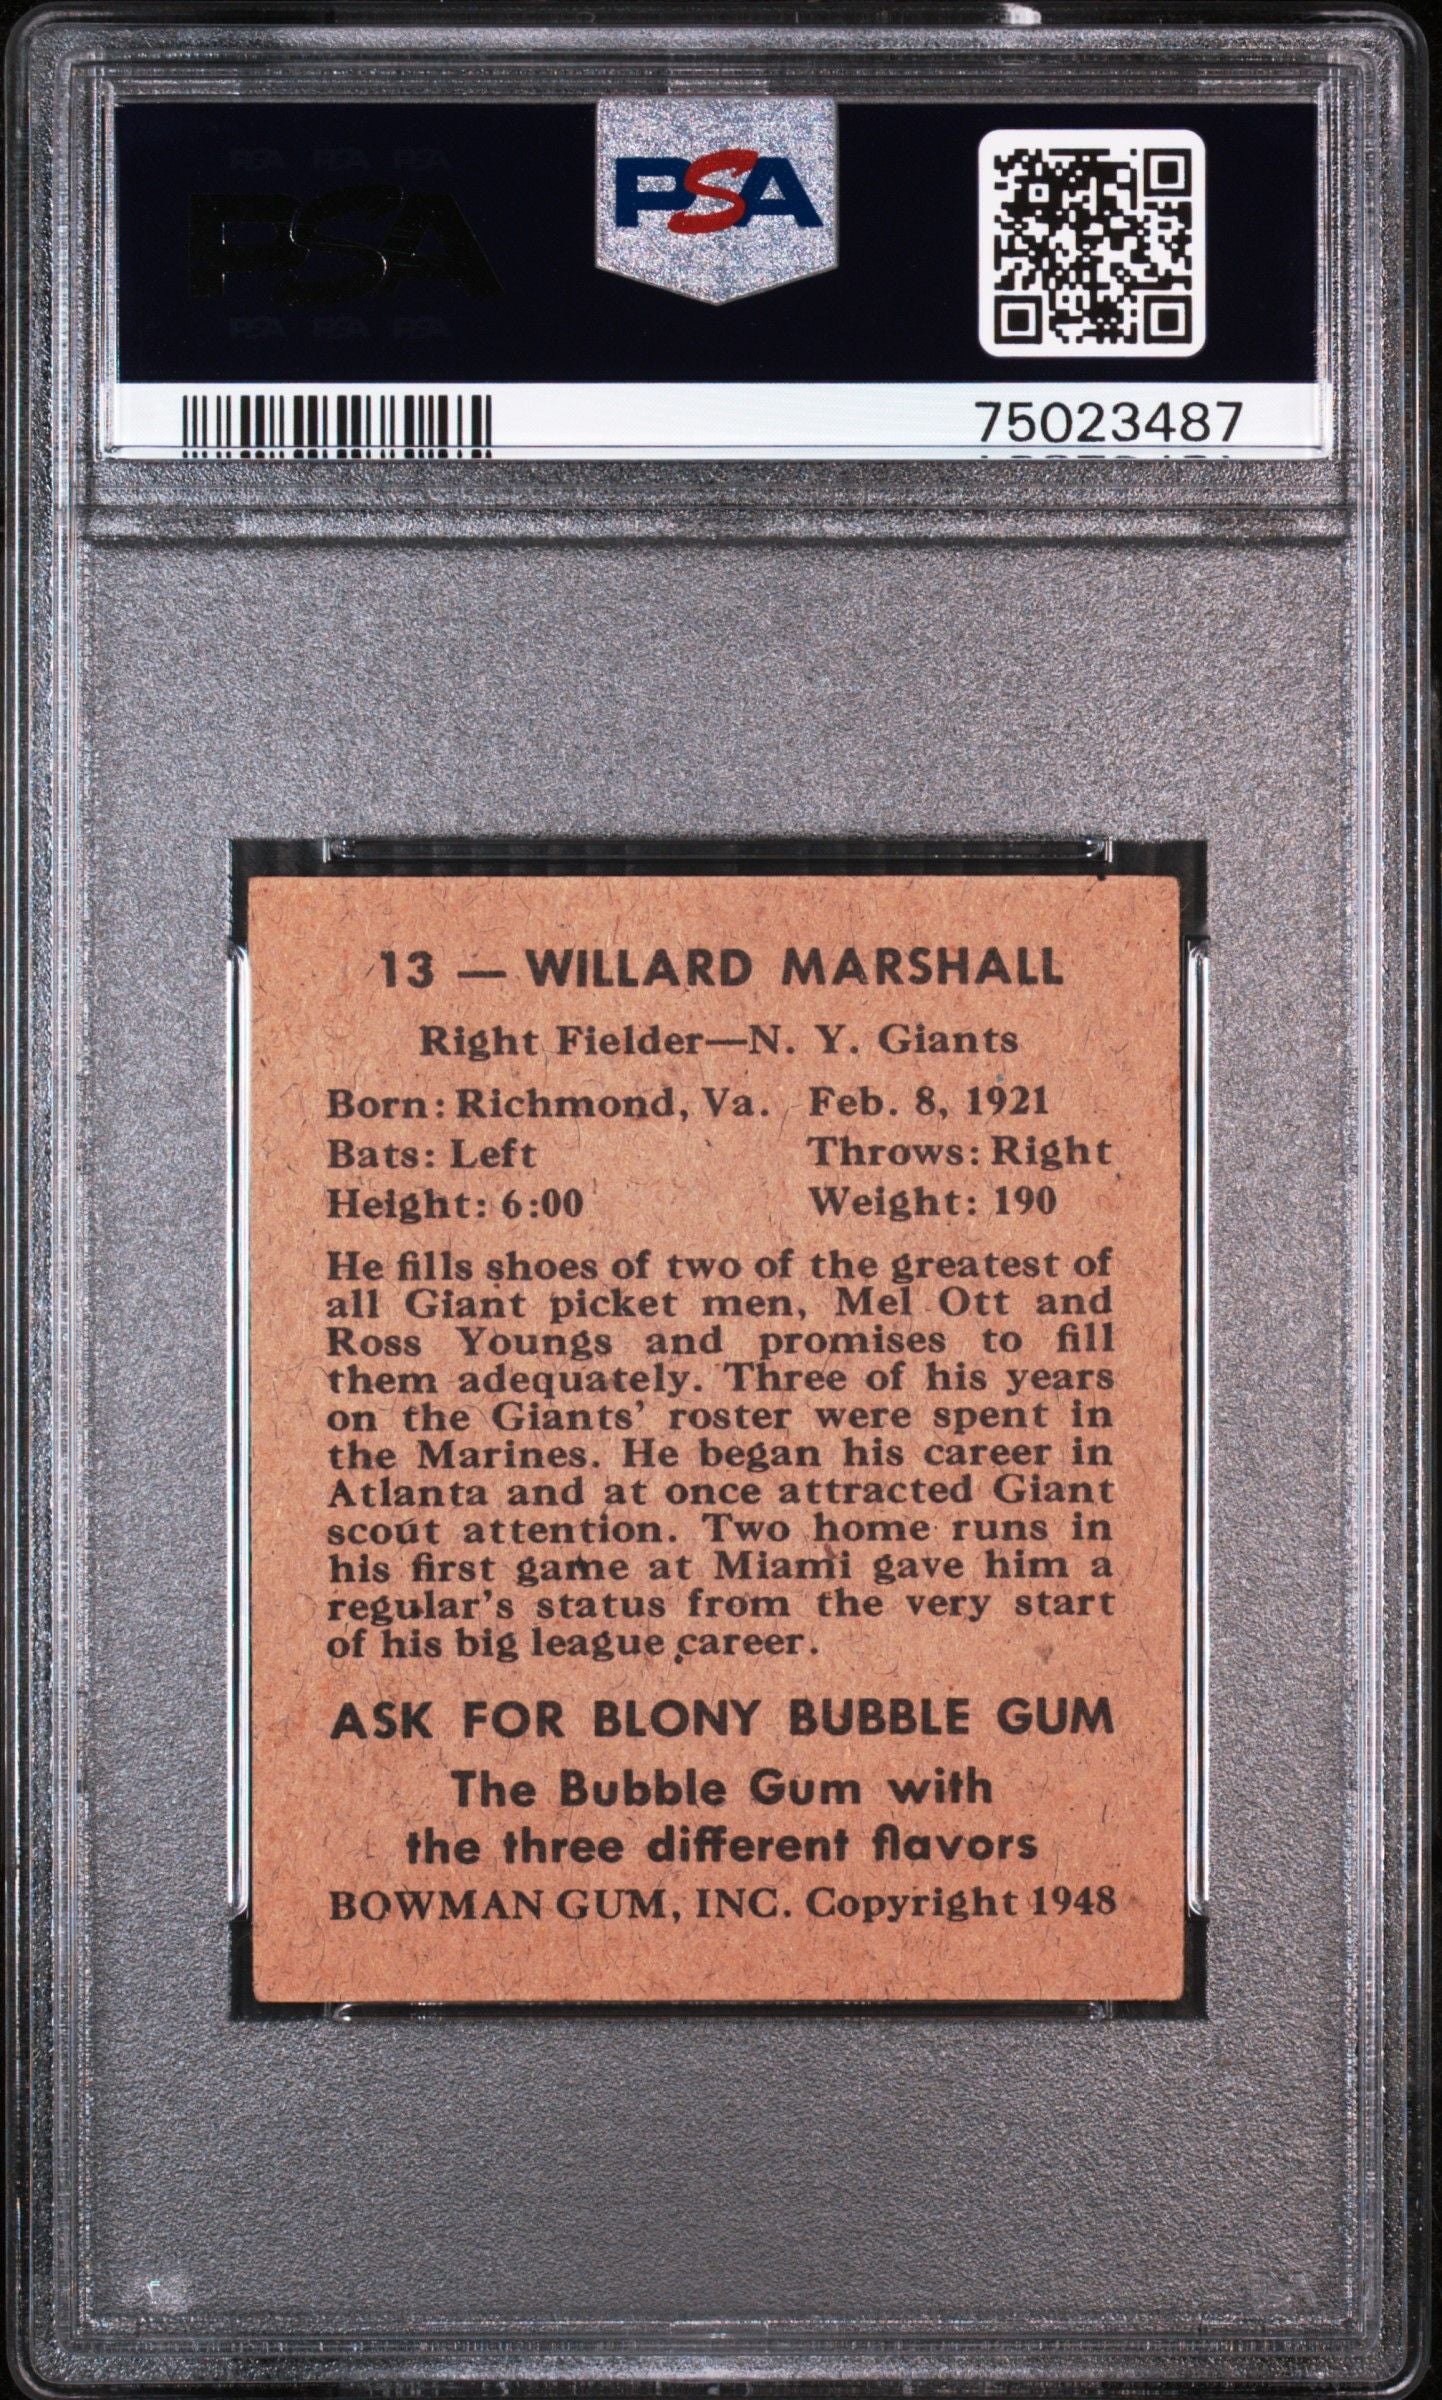 PSA PSA PSA
PSA
PSA
PSA PSA PSA
75023487
13 — WILLARD MARSHALL
Right Fielder—N. Y. Giants
Born: Richmond, Va. Feb. 8, 1921
Bats: Left Throws: Right
Height: 6:00 Weight: 190
He fills shoes of two of the greatest of
all Giant picket men, Mel Ott and
Ross Youngs and promises to fill
them adequately. Three of his years
on the Giants' roster were spent in
the Marines. He began his career in
Atlanta and at once attracted Giant
scout attention. Two home runs in
his first game at Miami gave him a
regular's status from the very start
of his big league career.
ASK FOR BLONY BUBBLE GUM
The Bubble Gum with
the three different flavors
BOWMAN GUM, INC. Copyright 1948